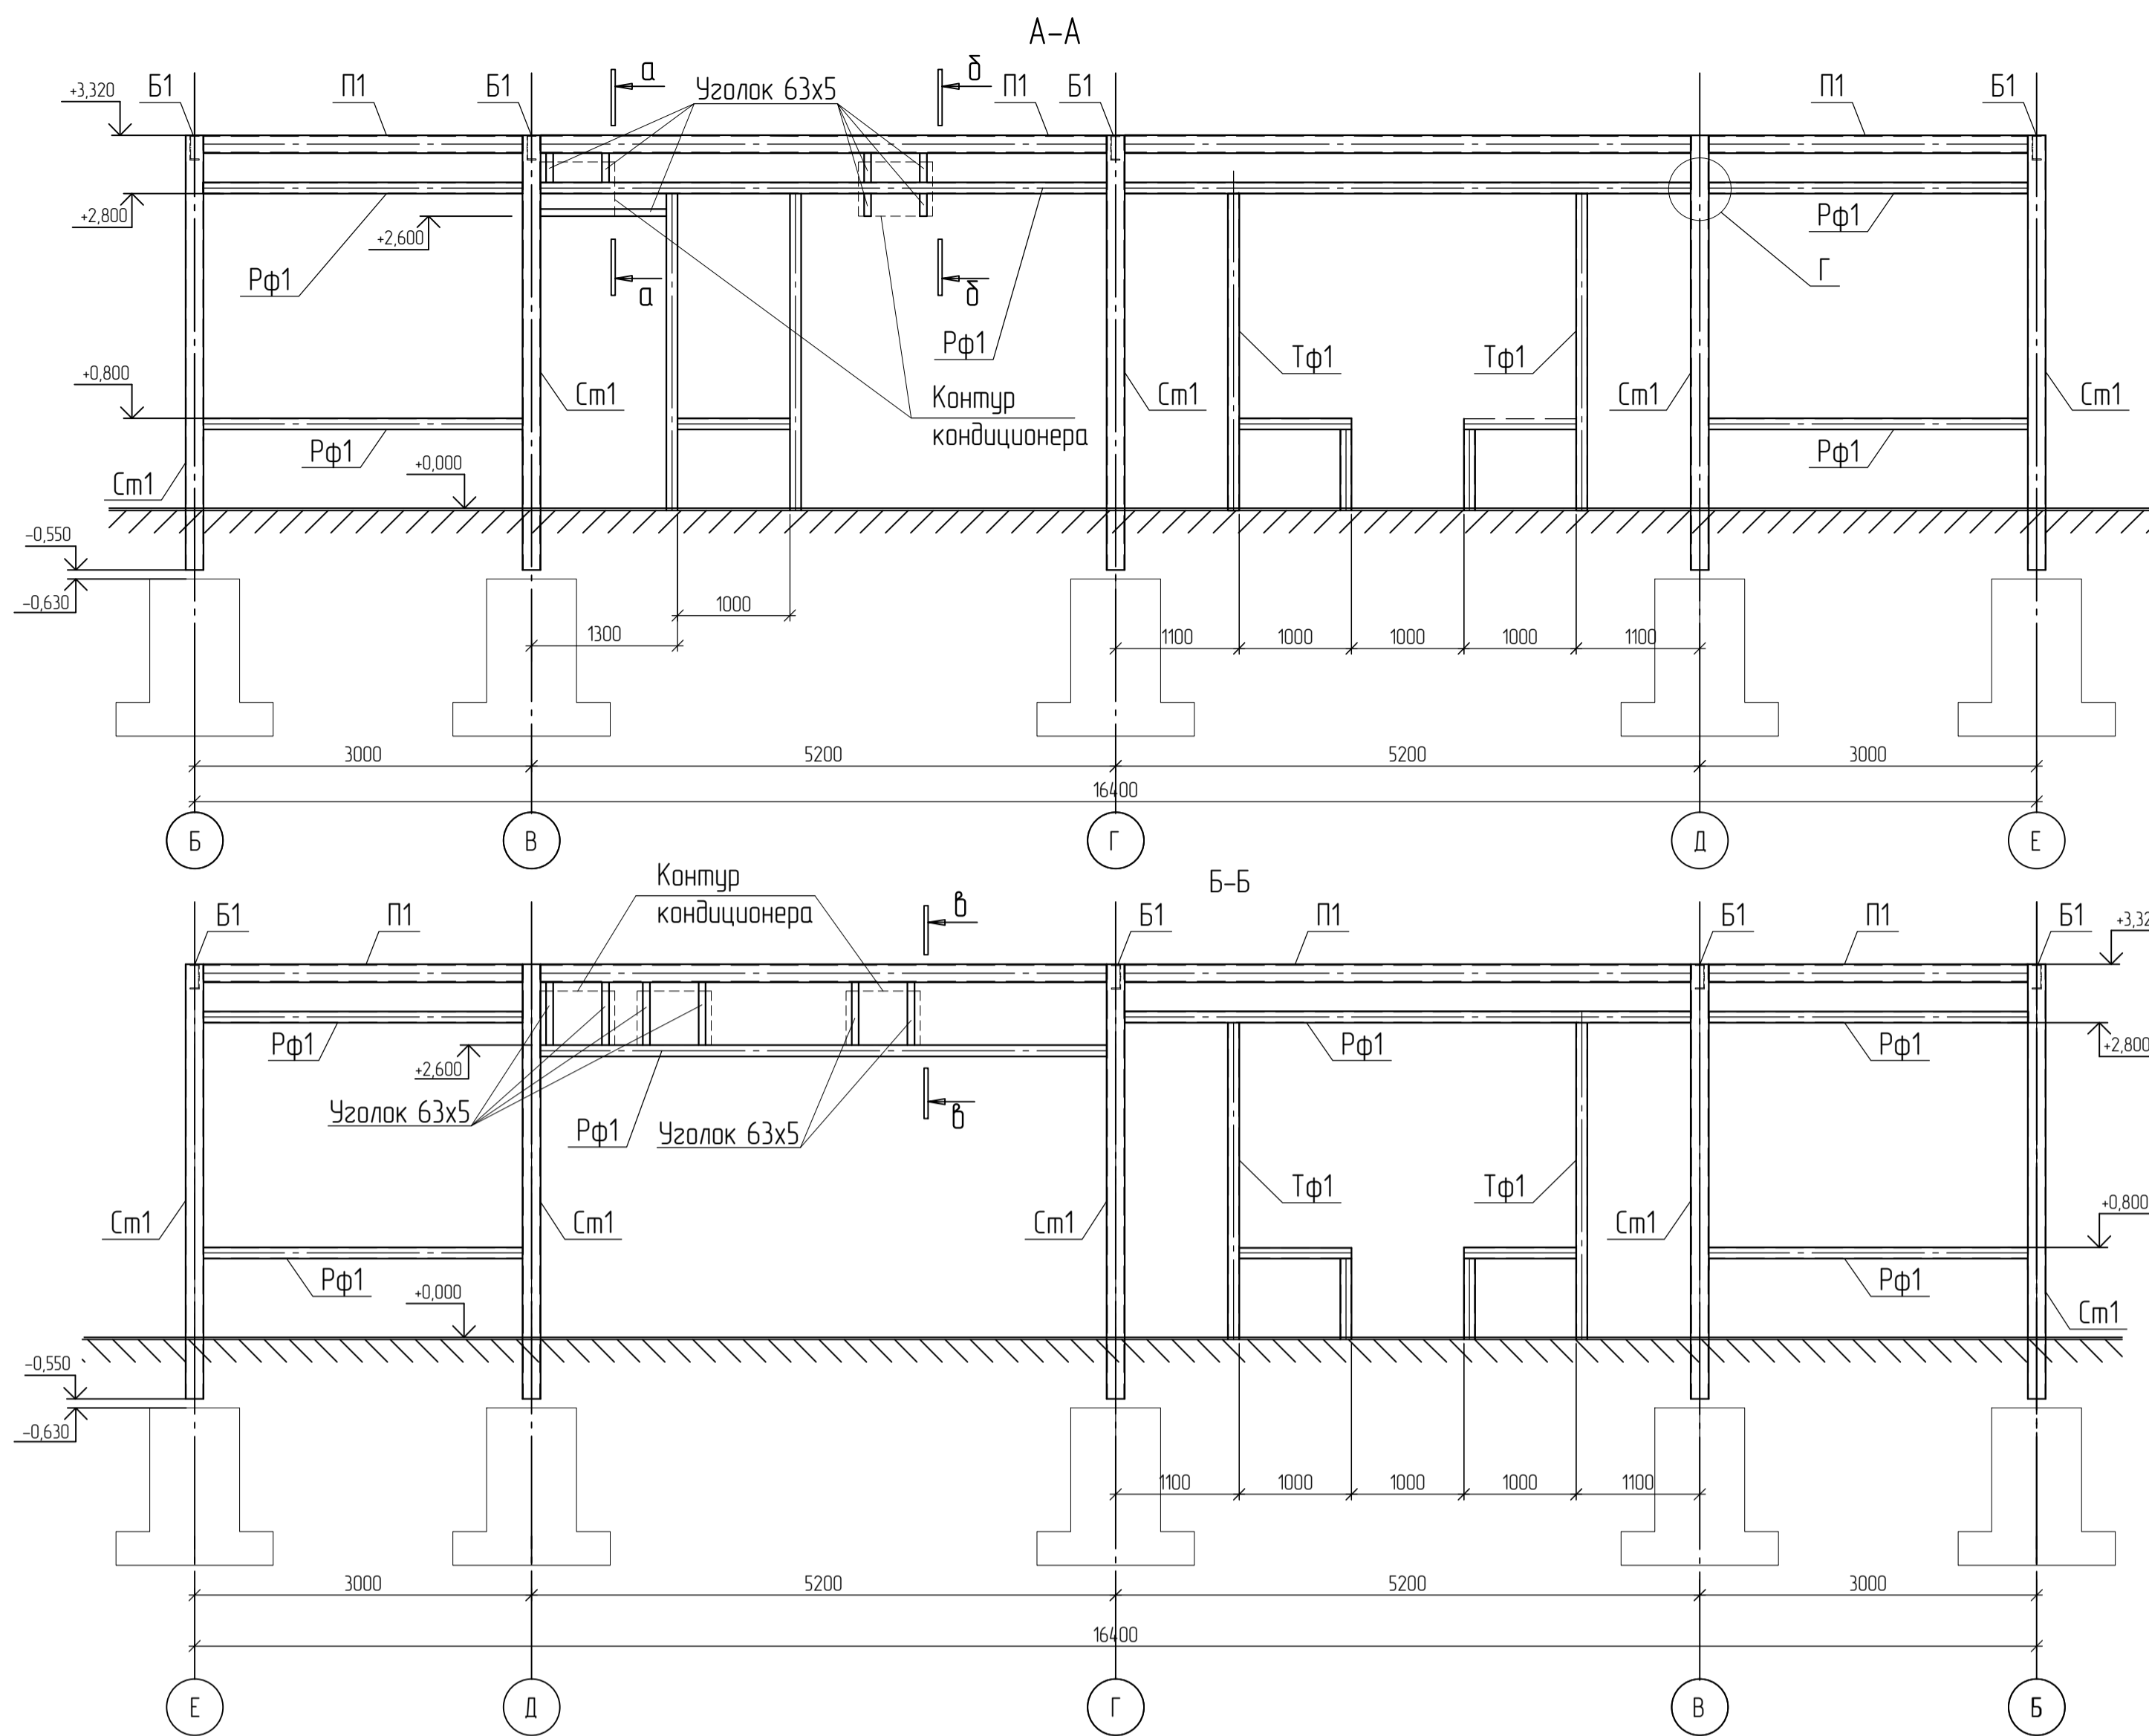 А-А
Б1
П1
Б1
а
Уголок 63х5
б
П1
Б1
П1
Б1
+3,320
+2,800
+2,600
а
б
Рф1
Рф1
Рф1
Г
Тф1
Тф1
+0,800
Ст1
Контур
кондиционера
Ст1
Ст1
Ст1
Рф1
+0,000
Рф1
Ст1
-0,550
-0,630
1000
1300
1100
1000
1000
1000
1100
3000
5200
5200
3000
16400
Б
В
Г
Д
Е
Б-Б
Контур
кондиционера
в
Б1
П1
Б1
П1
Б1
П1
Б1
Рф1
+2,600
Рф1
Рф1
+2,800
Уголок 63х5
Рф1
Уголок 63х5
в
Тф1
Тф1
+0,800
Ст1
Ст1
Ст1
Ст1
Рф1
+0,000
Рф1
Ст1
-0,550
-0,630
1100
1000
1000
1000
1100
3000
5200
5200
3000
16400
Е
Д
Г
В
Б